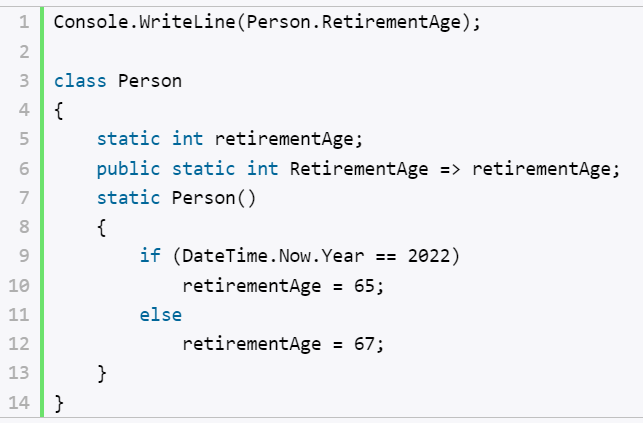 1 Console.WriteLine(Person.RetirementAge);
2
3 class Person
4 {
5     static int retirementAge;
6     public static int RetirementAge => retirementAge;
7     static Person()
8     {
9         if (DateTime.Now.Year == 2022)
10             retirementAge = 65;
11         else
12             retirementAge = 67;
13     }
14 }